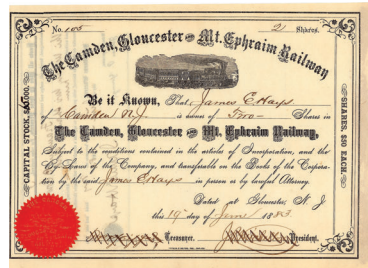 No. 105
2 Shares.
The Camden, Gloucester and Mt. Ephraim Railway
Be it Known, That James E. Hays
of Camden N.J. is owner of Two Shares in
The Camden, Gloucester and Mt. Ephraim Railway,
Subject to the conditions contained in the articles of Incorporation, and the
By-Laws of the Company, and transferable on the Books of the Corpora-
tion by the said James E. Hays in person or by lawful Attorney.
Dated at Gloucester, N. J.
this 19 day of June 1883
Treasurer.
President.
CAPITAL STOCK,
SHARES, $50 EACH.